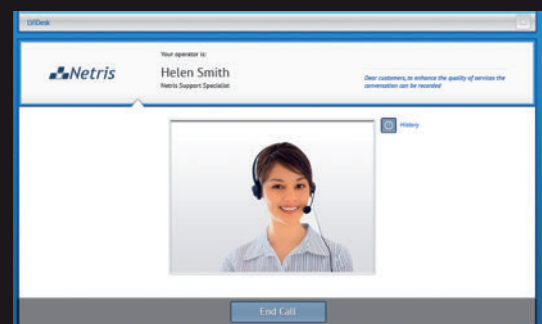 LViDesk
Your operator is:
Netris
Helen Smith
Netris Support Specialist
Dear customers, to enhance the quality of services the
conversation can be recorded
History
End Call